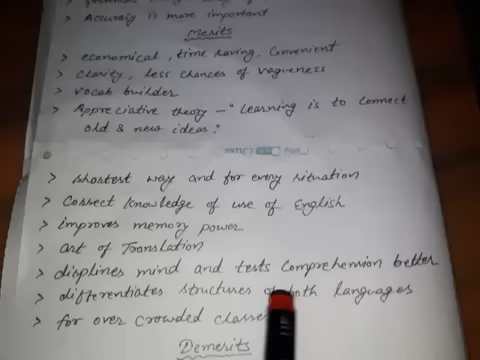 > Accuracy is more important
Merits
> economical, time saving. Convenient
> clarity, less chances of vagueness
> Vocab builder
> Appreciative theory – "Learning is to connect
old & new ideas."
> shortest way and for every situation
> Correct knowledge of use of English
> improves memory power
> art of Translation
> displines mind and tests Comprehension better
> differentiates structures of both languages
> for over crowded classe
Demerits